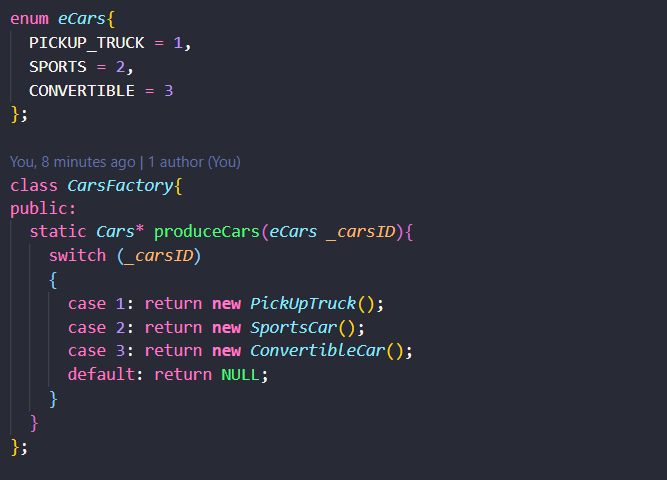 enum eCars{
PICKUP_TRUCK = 1,
SPORTS = 2,
CONVERTIBLE = 3
};
You, 8 minutes ago | 1 author (You)
class CarsFactory{
public:
static Cars* produceCars(eCars _carsID){
switch (_carsID)
{
case 1: return new PickUpTruck();
case 2: return new SportsCar();
case 3: return new ConvertibleCar();
default: return NULL;
}
}
};